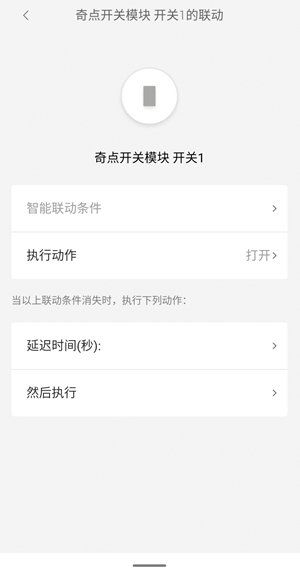 奇点开关模块 开关1的联动
奇点开关模块 开关1
智能联动条件
执行动作 打开
当以上联动条件消失时，执行下列动作：
延迟时间(秒):
然后执行